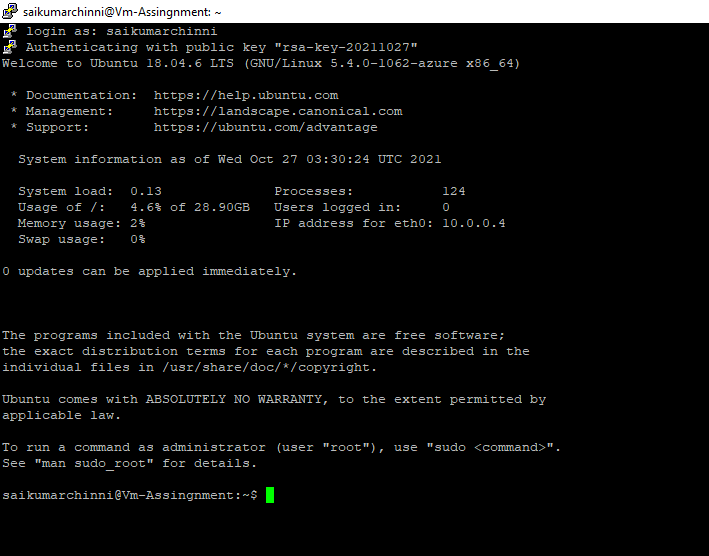 saikumarchinni@Vm-Assingnment: ~
login as: saikumarchinni
Authenticating with public key "rsa-key-20211027"
Welcome to Ubuntu 18.04.6 LTS (GNU/Linux 5.4.0-1062-azure x86_64)
* Documentation:  https://help.ubuntu.com
* Management:     https://landscape.canonical.com
* Support:        https://ubuntu.com/advantage
System information as of Wed Oct 27 03:30:24 UTC 2021
System load:  0.13              Processes:           124
Usage of /:   4.6% of 28.90GB   Users logged in:     0
Memory usage: 2%                IP address for eth0: 10.0.0.4
Swap usage:   0%
0 updates can be applied immediately.
The programs included with the Ubuntu system are free software;
the exact distribution terms for each program are described in the
individual files in /usr/share/doc/*/copyright.
Ubuntu comes with ABSOLUTELY NO WARRANTY, to the extent permitted by
applicable law.
To run a command as administrator (user "root"), use "sudo <command>".
See "man sudo_root" for details.
saikumarchinni@Vm-Assingnment:~$